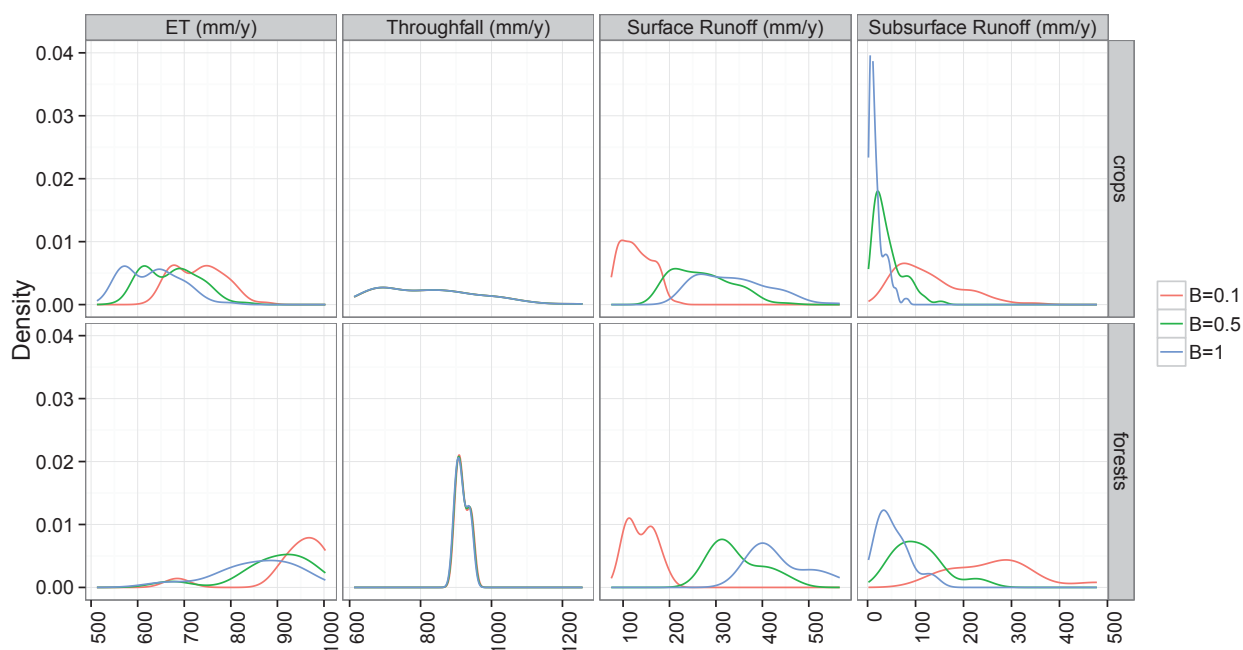 ET (mm/y) Throughfall (mm/y) Surface Runoff (mm/y) Subsurface Runoff (mm/y)
0.04
0.03
0.02
0.01
0.00
crops
0.04
0.03
0.02
0.01
0.00
forests
Density
500 600 700 800 900 1000 600 800 1000 1200 100 200 300 400 500 0 100 200 300 400 500
B=0.1
B=0.5
B=1